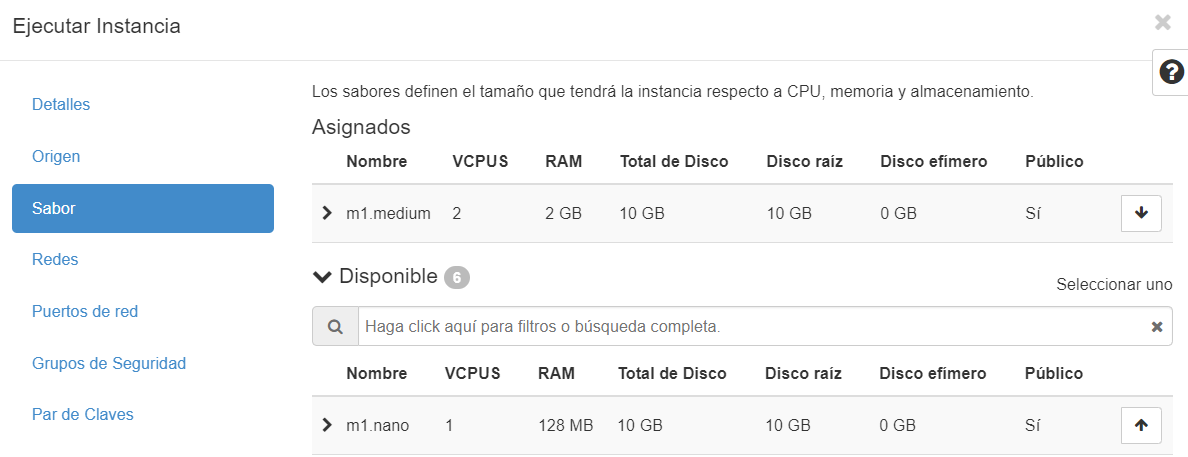 Ejecutar Instancia
Detalles
Origen
Sabor
Redes
Puertos de red
Grupos de Seguridad
Par de Claves
Los sabores definen el tamaño que tendrá la instancia respecto a CPU, memoria y almacenamiento.
Asignados
Nombre VCPUS RAM Total de Disco Disco raíz Disco efímero Público
m1.medium 2 2 GB 10 GB 10 GB 0 GB Sí
Disponible 6
Seleccionar uno
Haga click aquí para filtros o búsqueda completa.
Nombre VCPUS RAM Total de Disco Disco raíz Disco efímero Público
m1.nano 1 128 MB 10 GB 10 GB 0 GB Sí